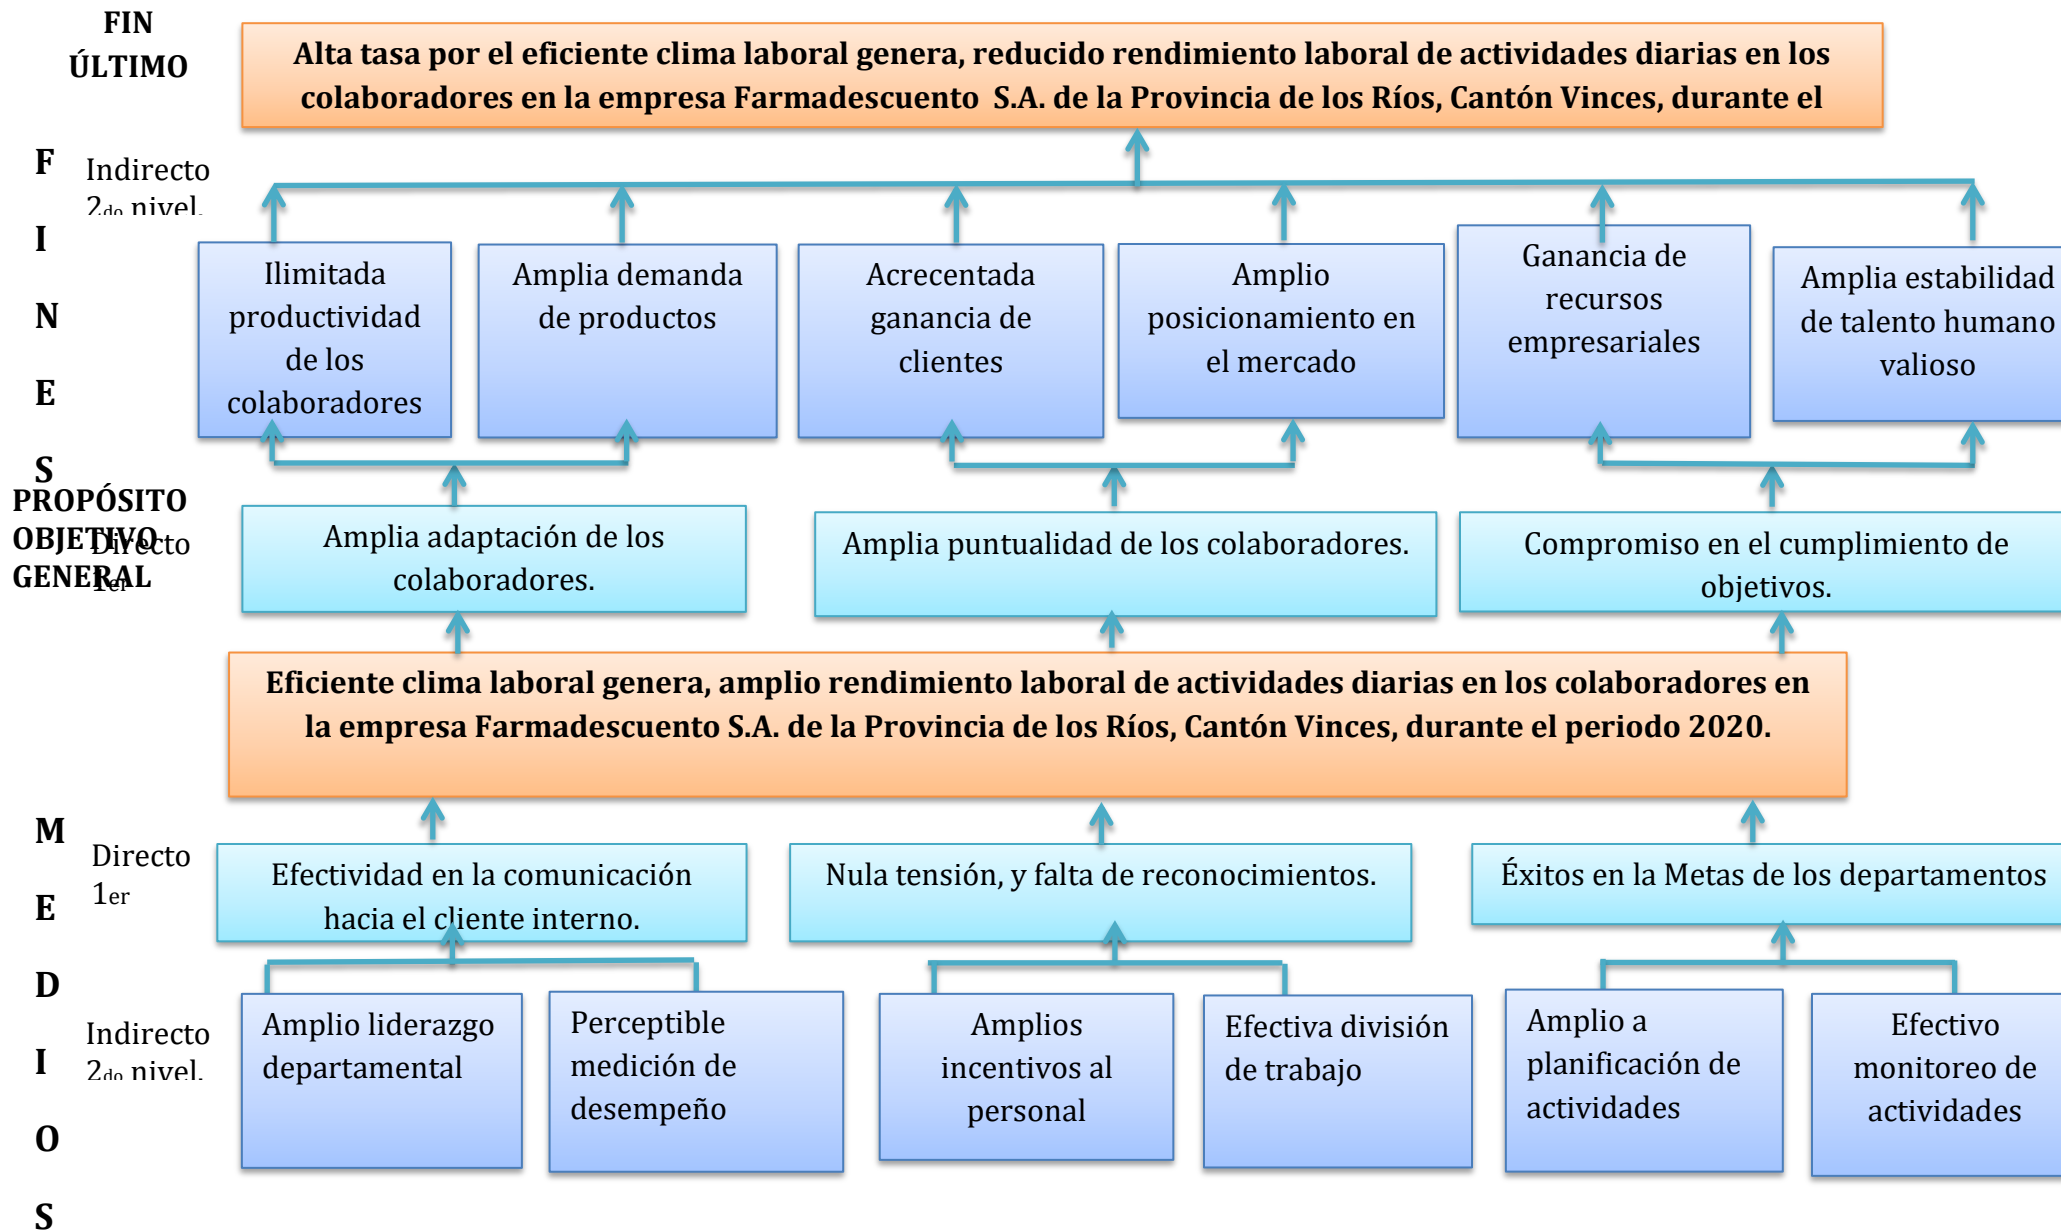 FIN
ÚLTIMO
Alta tasa por el eficiente clima laboral genera, reducido rendimiento laboral de actividades diarias en los
colaboradores en la empresa Farmadescuento S.A. de la Provincia de los Ríos, Cantón Vinces, durante el
F
I
N
E
S
Indirecto
2do nivel.
Ilimitada
productividad
de los
colaboradores
Amplia demanda
de productos
Acrecentada
ganancia de
clientes
Amplio
posicionamiento en
el mercado
Ganancia de
recursos
empresariales
Amplia estabilidad
de talento humano
valioso
PROPÓSITO
OBJETIVO
GENERAL
Directo
1er
Amplia adaptación de los
colaboradores.
Amplia puntualidad de los colaboradores.
Compromiso en el cumplimiento de
objetivos.
Eficiente clima laboral genera, amplio rendimiento laboral de actividades diarias en los colaboradores en
la empresa Farmadescuento S.A. de la Provincia de los Ríos, Cantón Vinces, durante el periodo 2020.
M
E
D
I
O
S
Directo
1er
Efectividad en la comunicación
hacia el cliente interno.
Nula tensión, y falta de reconocimientos.
Éxitos en la Metas de los departamentos
Indirecto
2do nivel.
Amplio liderazgo
departamental
Perceptible
medición de
desempeño
Amplios
incentivos al
personal
Efectiva división
de trabajo
Amplio a
planificación de
actividades
Efectivo
monitoreo de
actividades